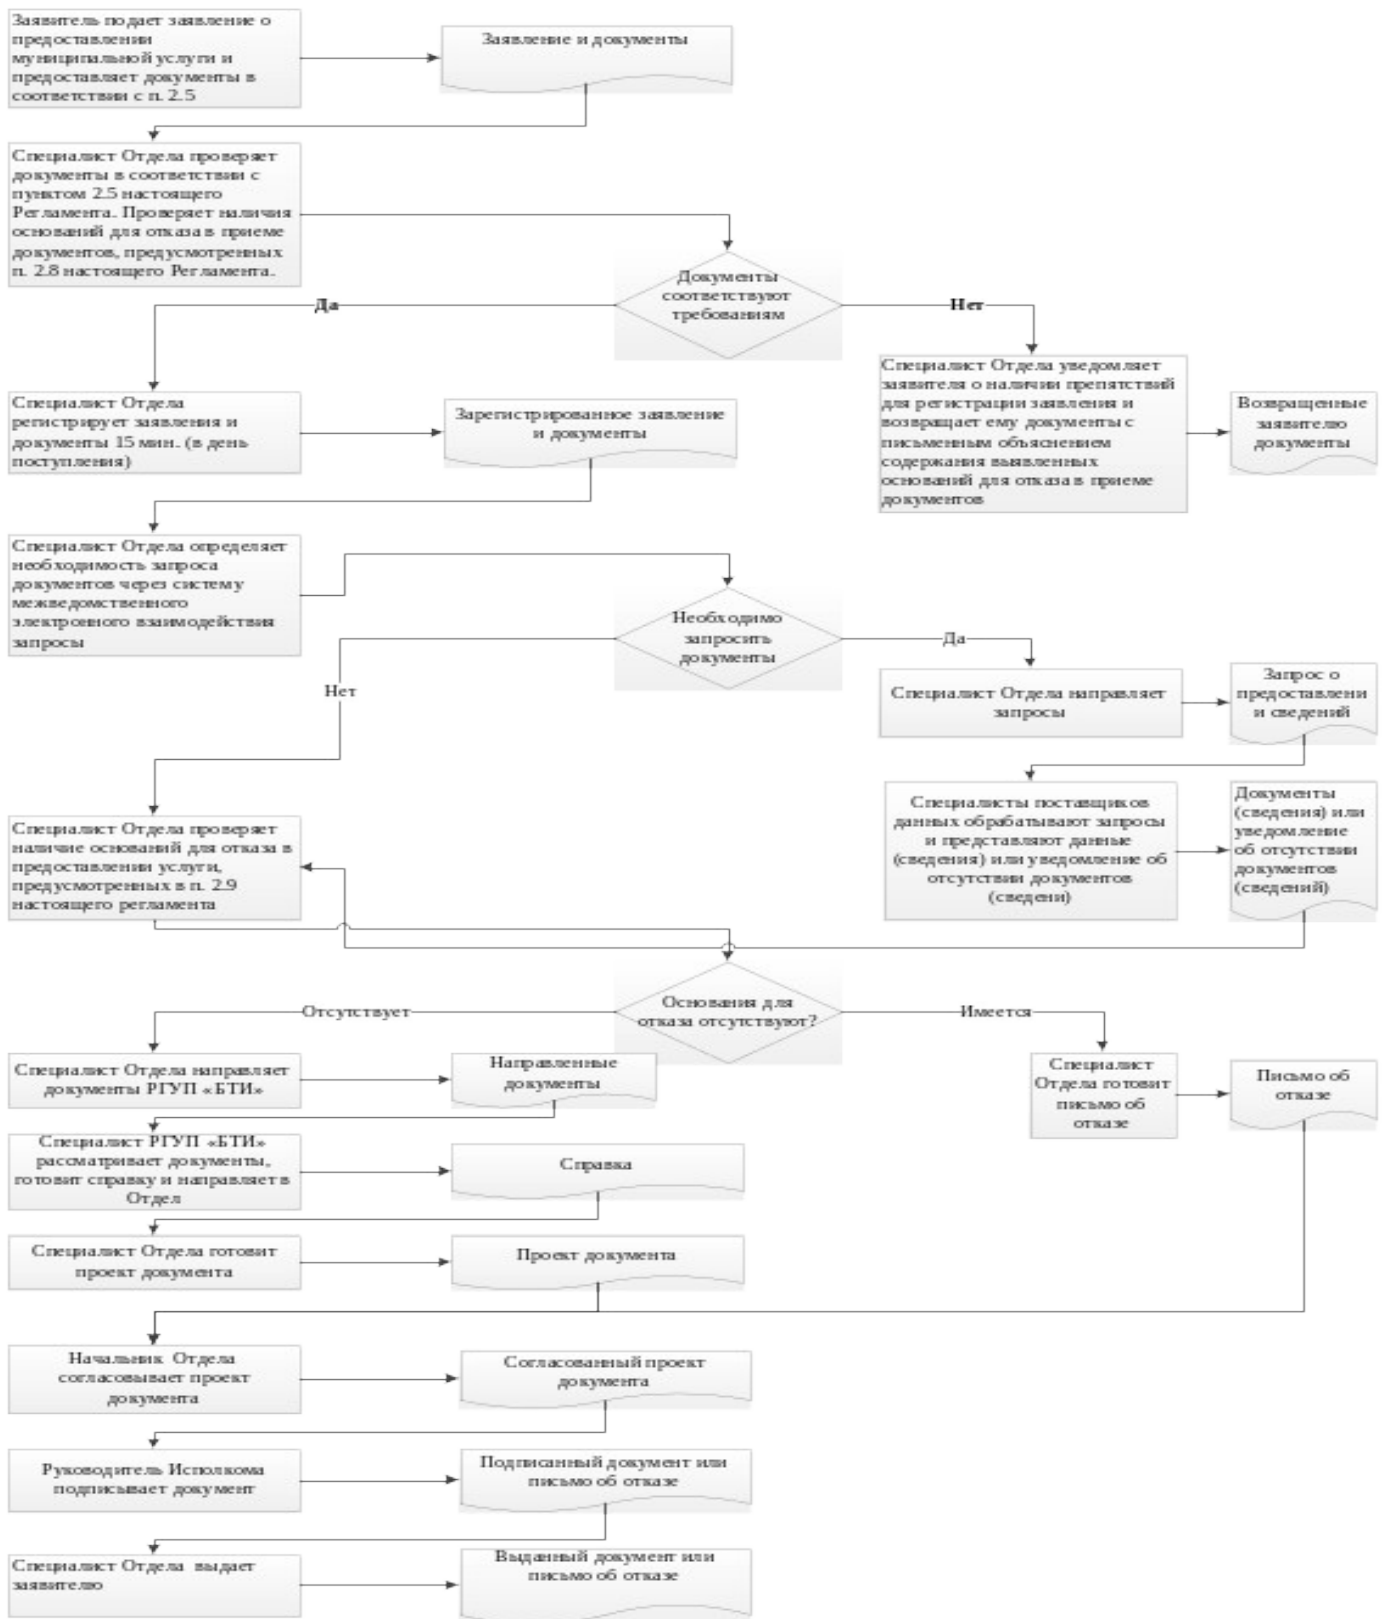 Заявитель подает заявление о
предоставлении
муниципальной услуги и
предоставляет документы в
соответствии с п. 2.5
Заявление и документы
Специалист Отдела проверяет
документы в соответствии с
пунктом 2.5 настоящего
Регламента. Проверяет наличия
оснований для отказа в приеме
документов, предусмотренных
п. 2.8 настоящего Регламента.
Документы
соответствуют
требованиям
Да
Нет
Специалист Отдела
регистрирует заявления и
документы 15 мин. (в день
поступления)
Зарегистрированное заявление
и документы
Специалист Отдела уведомляет
заявителя о наличии препятствий
для регистрации заявления и
возвращает ему документы с
письменным объяснением
содержания выявленных
оснований для отказа в приеме
документов
Возвращенные
заявителю
документы
Специалист Отдела определяет
необходимость запроса
документов через систему
межведомственного
электронного взаимодействия
запросы
Необходимо
запросить
документы
Да
Нет
Специалист Отдела направляет
запросы
Запрос о
предоставлени
и сведений
Специалисты поставщиков
данных обрабатывают запросы
и представляют данные
(сведения) или уведомление об
отсутствии документов
(сведени)
Документы
(сведения) или
уведомление
об отсутствии
документов
(сведений)
Специалист Отдела проверяет
наличие оснований для отказа в
предоставлении услуги,
предусмотренных в п. 2.9
настоящего регламента
Основания для
отказа отсутствуют?
Отсутствует
Имеется
Специалист Отдела направляет
документы РГУП «БТИ»
Направленные
документы
Специалист
Отдела готовит
письмо об
отказе
Письмо об
отказе
Специалист РГУП «БТИ»
рассматривает документы,
готовит справку и направляет в
Отдел
Справка
Специалист Отдела готовит
проект документа
Проект документа
Начальник Отдела
согласовывает проект
документа
Согласованный проект
документа
Руководитель Исполкома
подписывает документ
Подписанный документ или
письмо об отказе
Специалист Отдела выдает
заявителю
Выданный документ или
письмо об отказе